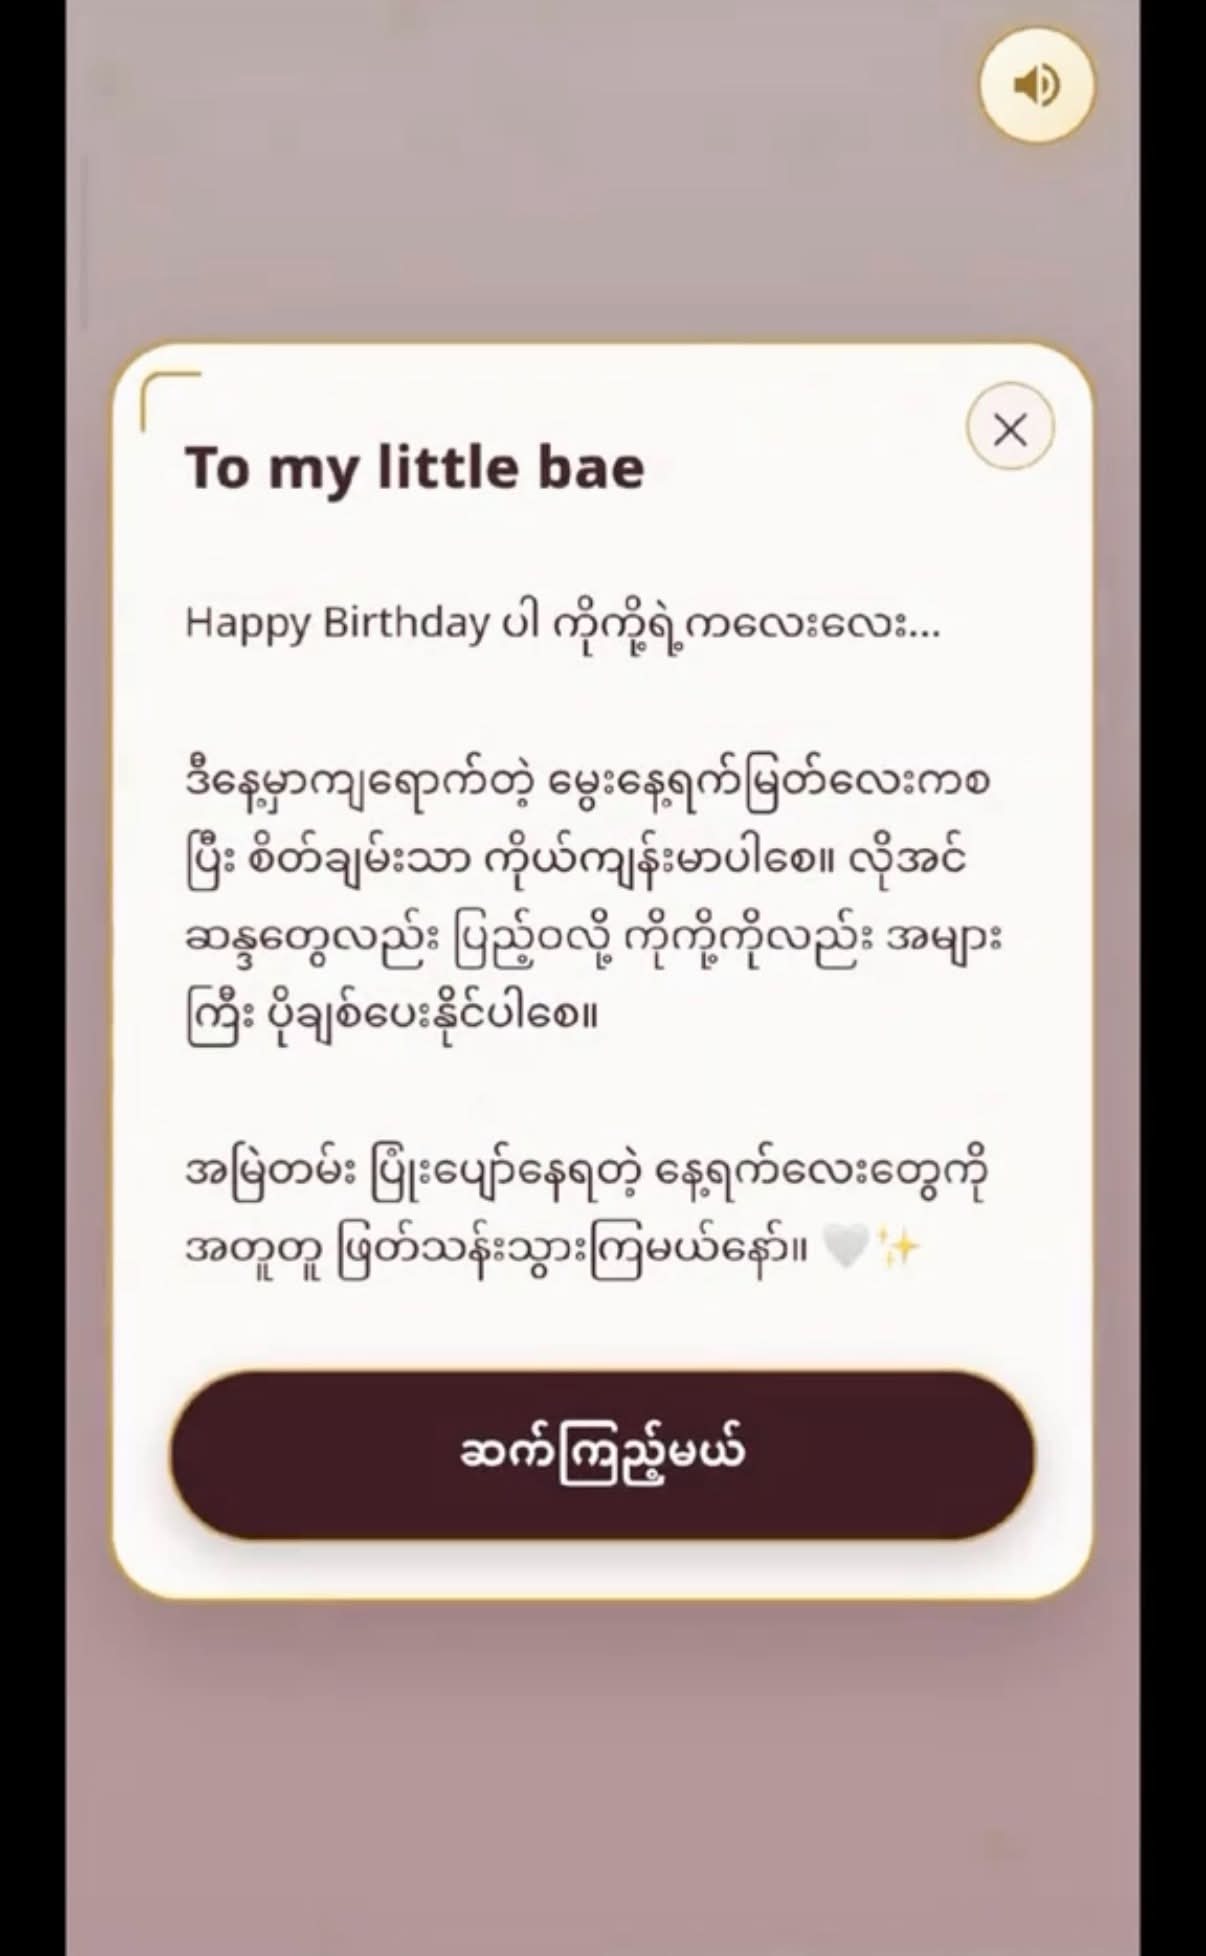 To my little bae
Happy Birthday ပါ ကိုကို့ရဲ့ကလေးလေး...
ဒီနေ့မှာကျရောက်တဲ့ မွေးနေ့ရက်မြတ်လေးကစ
ပြီး စိတ်ချမ်းသာ ကိုယ်ကျန်းမာပါစေ။ လိုအင်
ဆန္ဒတွေလည်း ပြည့်ဝလို့ ကိုကို့ကိုလည်း အများ
ကြီး ပိုချစ်ပေးနိုင်ပါစေ။
အမြဲတမ်း ပြုံးပျော်နေရတဲ့ နေ့ရက်လေးတွေကို
အတူတူ ဖြတ်သန်းသွားကြမယ်နော်။ 🤍✨
ဆက်ကြည့်မယ်